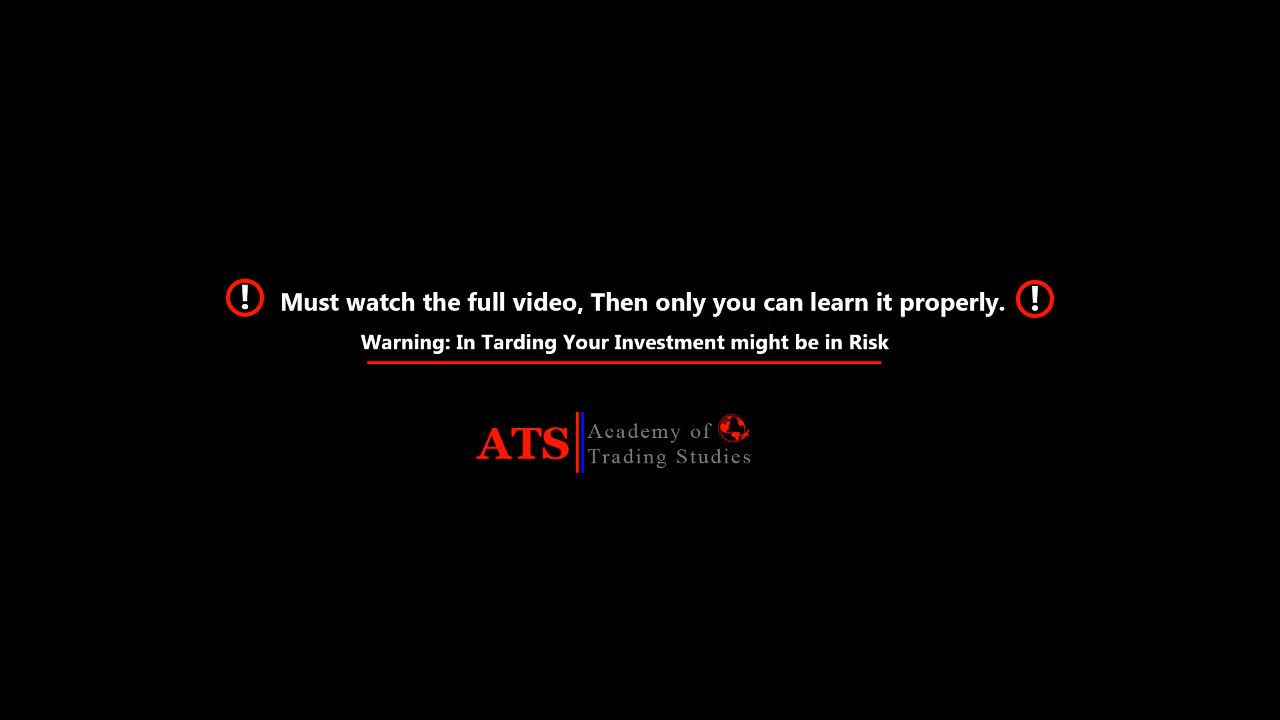 ! Must watch the full video, Then only you can learn it properly. !
Warning: In Tarding Your Investment might be in Risk
ATS
Academy of
Trading Studies